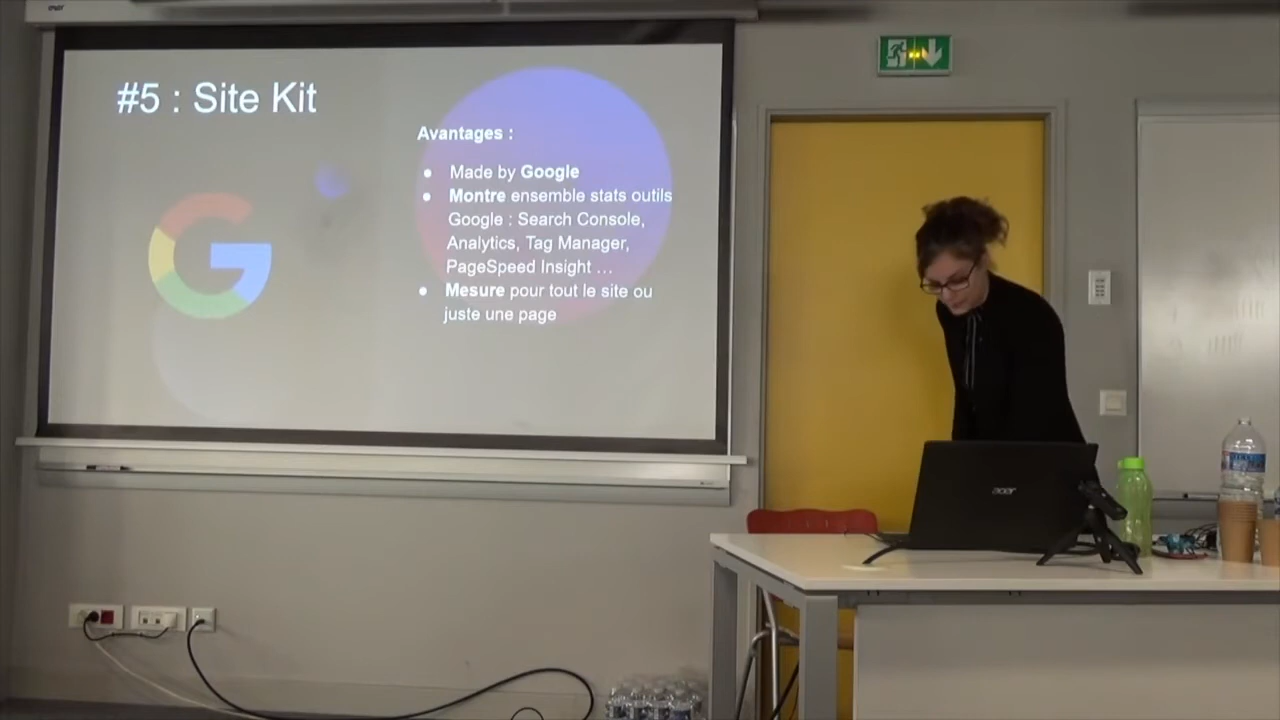 #5 : Site Kit
Avantages :
● Made by Google
● Montre ensemble stats outils
Google : Search Console,
Analytics, Tag Manager,
PageSpeed Insight ...
● Mesure pour tout le site ou
juste une page
acer